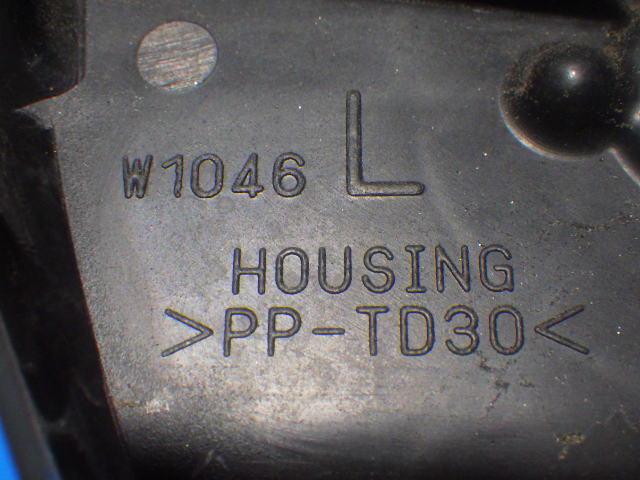 W1046 L
HOUSING
>PP-TD30<